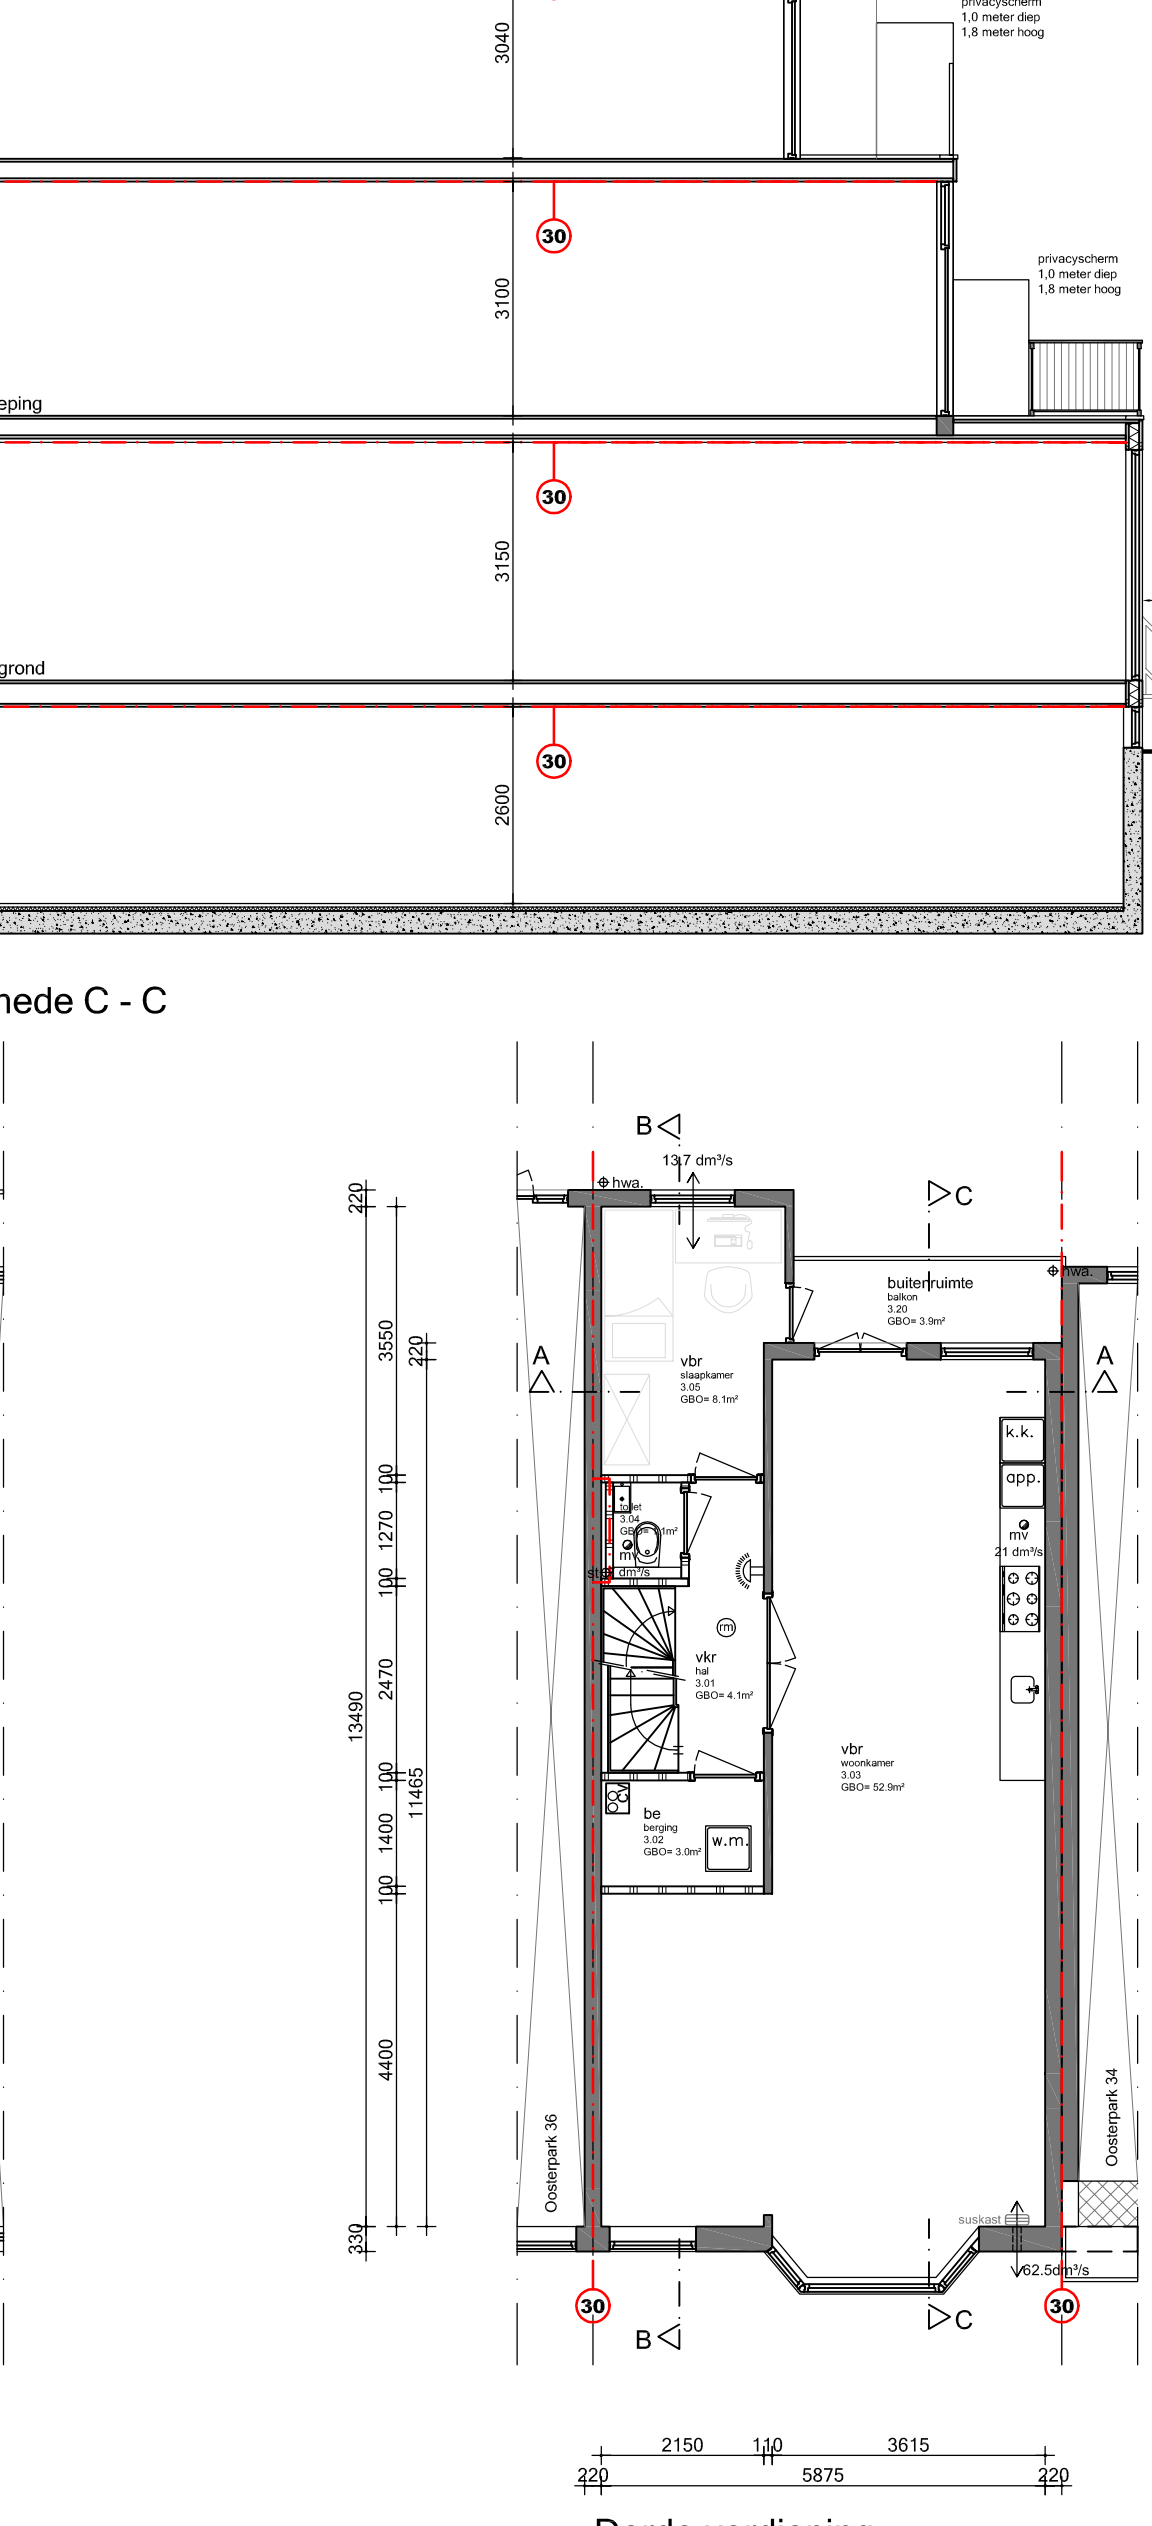 3040
privacyscherm
1,0 meter diep
1,8 meter hoog
30
3100
privacyscherm
1,0 meter diep
1,8 meter hoog
eping
30
3150
grond
30
2600
nede C - C
B
13.7 dm³/s
hwa.
C
220
buitenruimte
balkon
3.20
GBO= 3.9m²
hwa.
3550
220
A
A
vbr
slaapkamer
3.05
GBO= 8.1m²
k.k.
app.
100
toilet
3.04
mv
dm³/s
1270
100
mv
21 dm³/s
rm
vkr
hal
3.01
GBO= 4.1m²
2470
13490
vbr
woonkamer
3.03
GBO= 52.9m²
100
11465
cv
be
berging
3.02
GBO= 3.0m²
w.m.
1400
100
4400
Oosterpark 36
Oosterpark 34
suskast
62.5dm³/s
330
30
30
B
C
2150
110
3615
220
5875
220